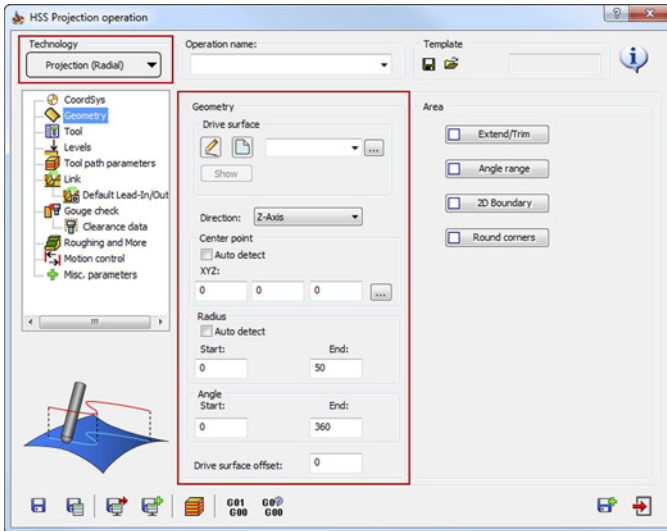 HSS Projection operation
Technology
Projection (Radial)
Operation name:
Template
CoordSys
Geometry
Tool
Levels
Tool path parameters
Link
Default Lead-In/Out
Gouge check
Clearance data
Roughing and More
Motion control
Misc. parameters
Geometry
Drive surface
...
Show
Direction: Z-Axis
Center point
Auto detect
XYZ:
0 0 0 ...
Radius
Auto detect
Start: End:
0 50
Angle
Start: End:
0 360
Drive surface offset: 0
Area
Extend/Trim
Angle range
2D Boundary
Round corners
G01 G00
G00 G00